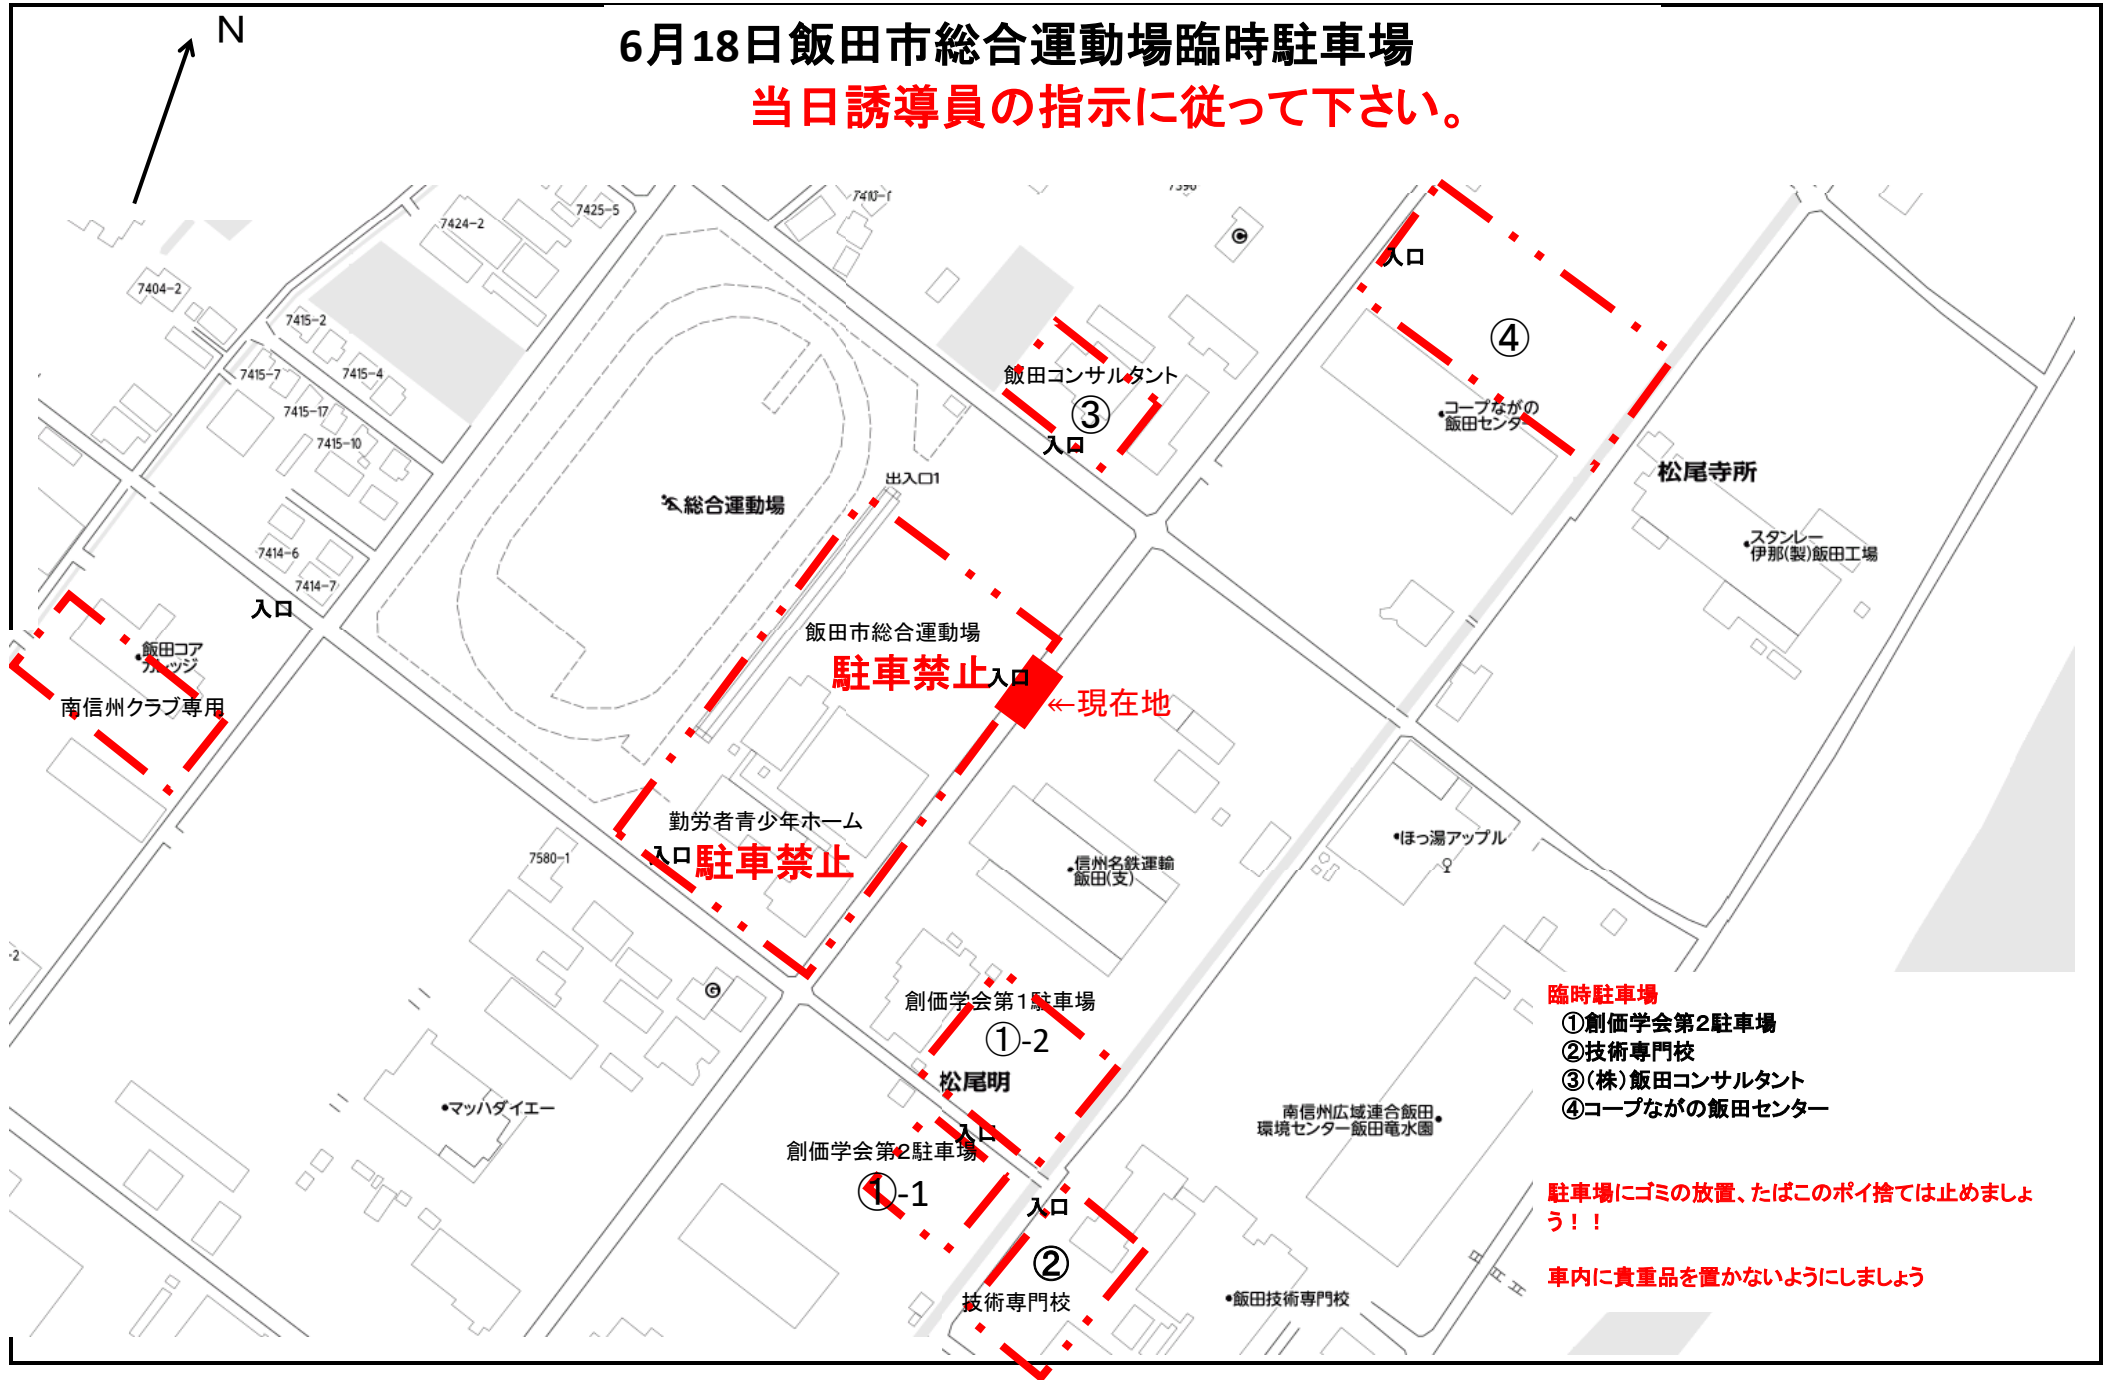 N
6月18日飯田市総合運動場臨時駐車場
当日誘導員の指示に従って下さい。
7425-5
7424-2
7410-1
7396
入口
7404-2
7415-2
7415-7
7415-4
7415-17
7415-10
飯田コンサルタント
③
入口
④
コープながの
飯田センター
松尾寺所
スタンレー
伊那(製)飯田工場
出入口1
総合運動場
7414-6
7414-7
入口
飯田コア
カレッジ
南信州クラブ専用
飯田市総合運動場
駐車禁止
入口
←現在地
勤労者青少年ホーム
入口
駐車禁止
7580-1
信州名鉄運輸
飯田(支)
ほっ湯アップル
-2
G
創価学会第1駐車場
①-2
松尾明
入口
マッハダイエー
創価学会第2駐車場
①-1
入口
②
技術専門校
飯田技術専門校
南信州広域連合飯田
環境センター飯田竜水園
臨時駐車場
①創価学会第2駐車場
②技術専門校
③(株)飯田コンサルタント
④コープながの飯田センター
駐車場にゴミの放置、たばこのポイ捨ては止めましょ
う！！
車内に貴重品を置かないようにしましょう